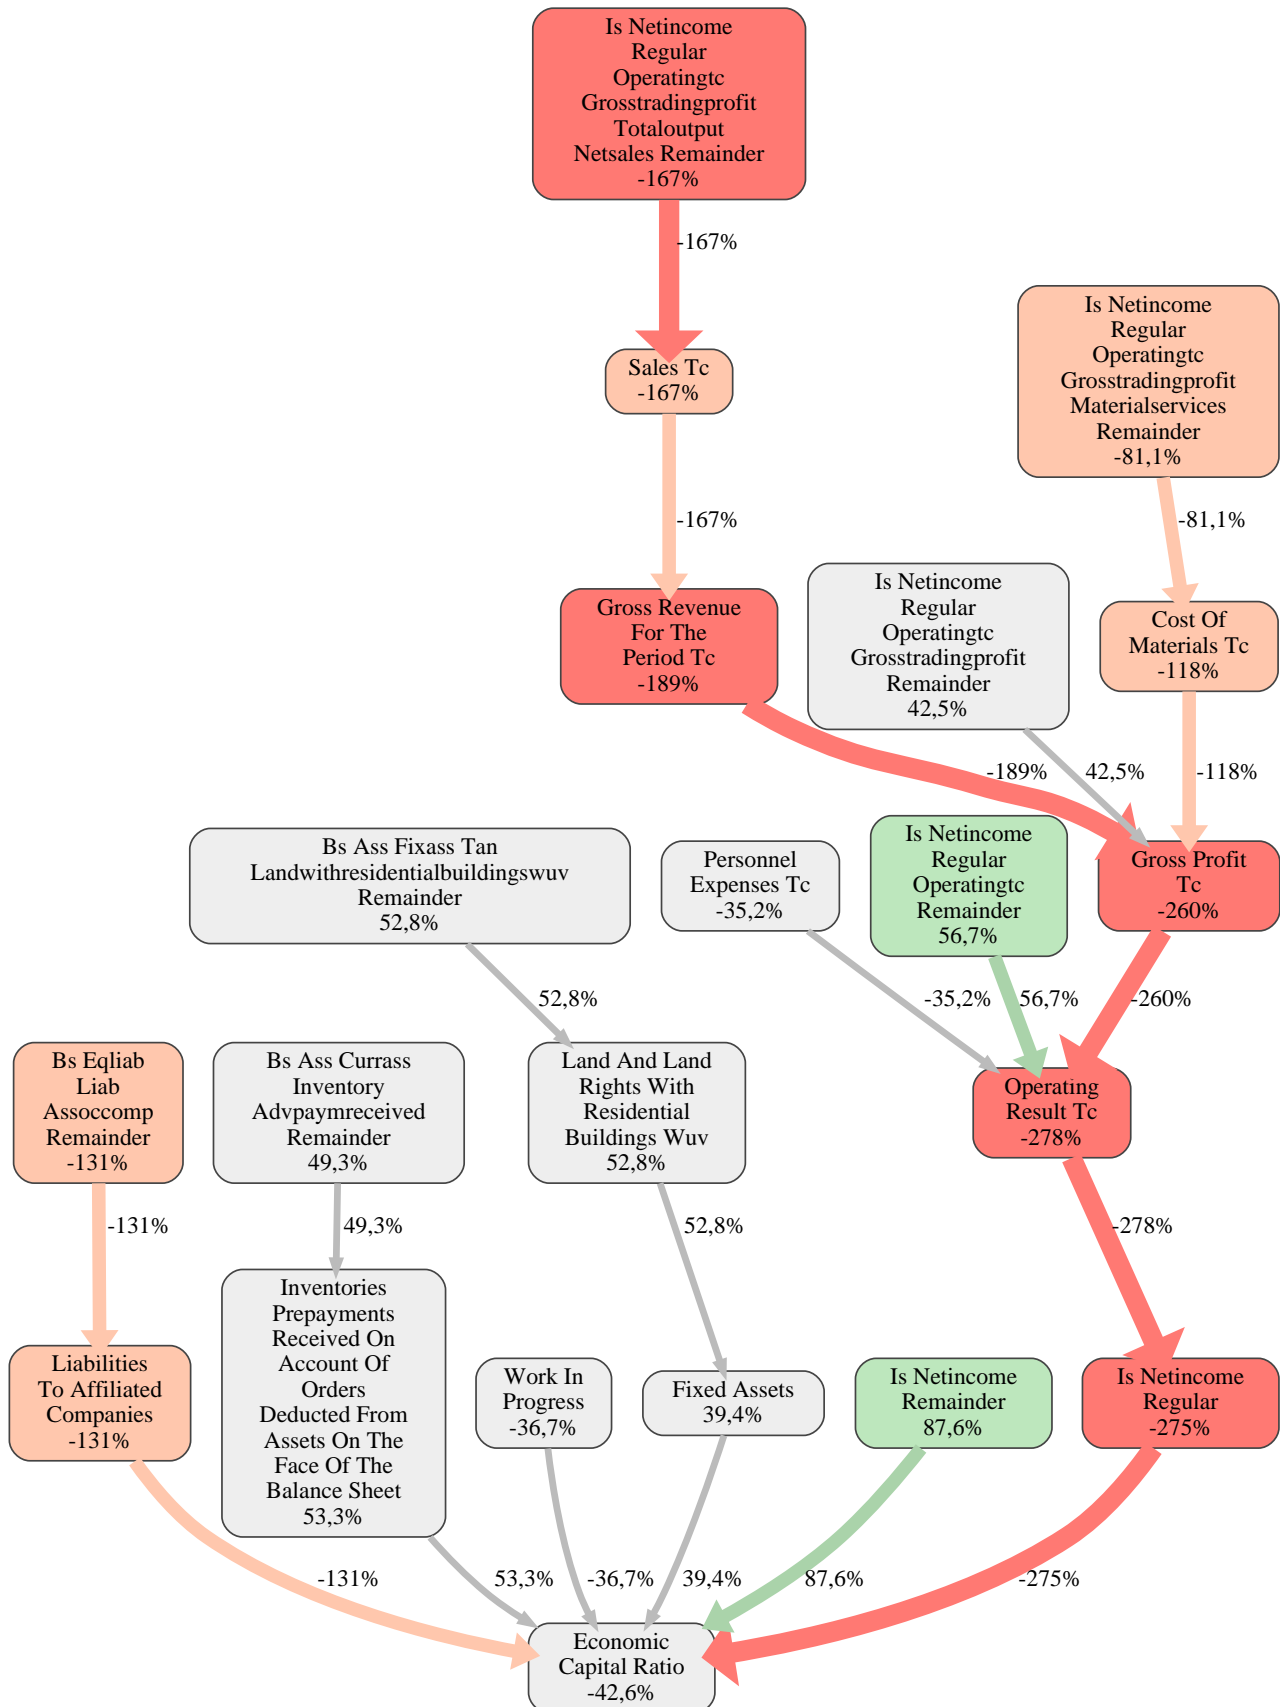 Is Netincome
Regular
Operatingtc
Grosstradingprofit
Totaloutput
Netsales Remainder
-167%
-167%
Is Netincome
Regular
Operatingtc
Grosstradingprofit
Materialservices
Remainder
-81,1%
Sales Tc
-167%
-167%
-81,1%
Is Netincome
Regular
Operatingtc
Grosstradingprofit
Remainder
42,5%
Gross Revenue
For The
Period Tc
-189%
Cost Of
Materials Tc
-118%
-189%
42,5%
-118%
Bs Ass Fixass Tan
Landwithresidentialbuildingswuv
Remainder
52,8%
Personnel
Expenses Tc
-35,2%
Is Netincome
Regular
Operatingtc
Remainder
56,7%
Gross Profit
Tc
-260%
52,8%
-35,2%
56,7%
-260%
Bs Eqliab
Liab
Assoccomp
Remainder
-131%
Bs Ass Currass
Inventory
Advpaymreceived
Remainder
49,3%
Land And Land
Rights With
Residential
Buildings Wuv
52,8%
Operating
Result Tc
-278%
-131%
49,3%
52,8%
-278%
Inventories
Prepayments
Received On
Account Of
Orders
Deducted From
Assets On The
Face Of The
Balance Sheet
53,3%
Liabilities
To Affiliated
Companies
-131%
Work In
Progress
-36,7%
Fixed Assets
39,4%
Is Netincome
Remainder
87,6%
Is Netincome
Regular
-275%
-131%
53,3%
-36,7%
39,4%
87,6%
-275%
Economic
Capital Ratio
-42,6%